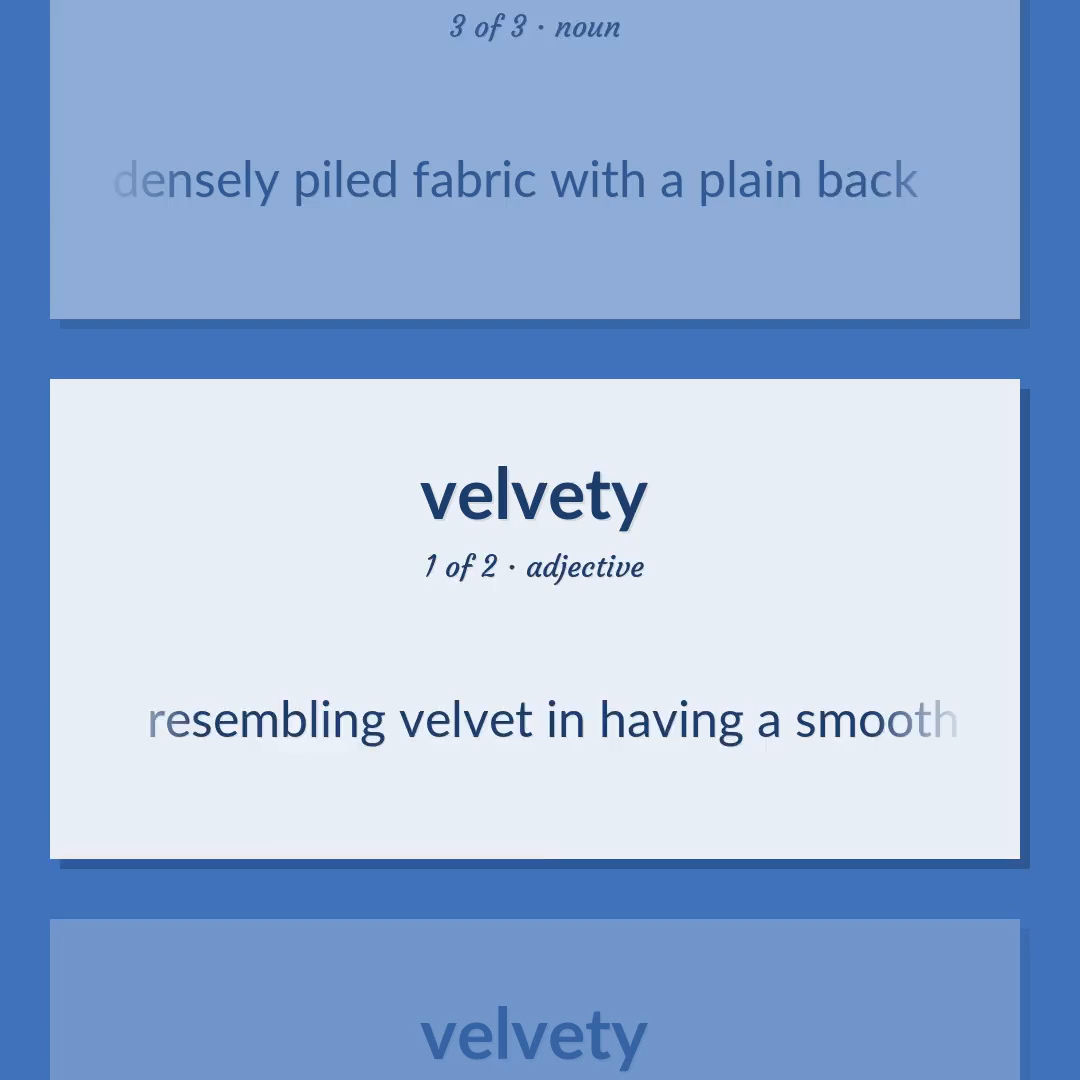 3 of 3 · noun
densely piled fabric with a plain back
velvety
1 of 2 · adjective
resembling velvet in having a smooth
velvety